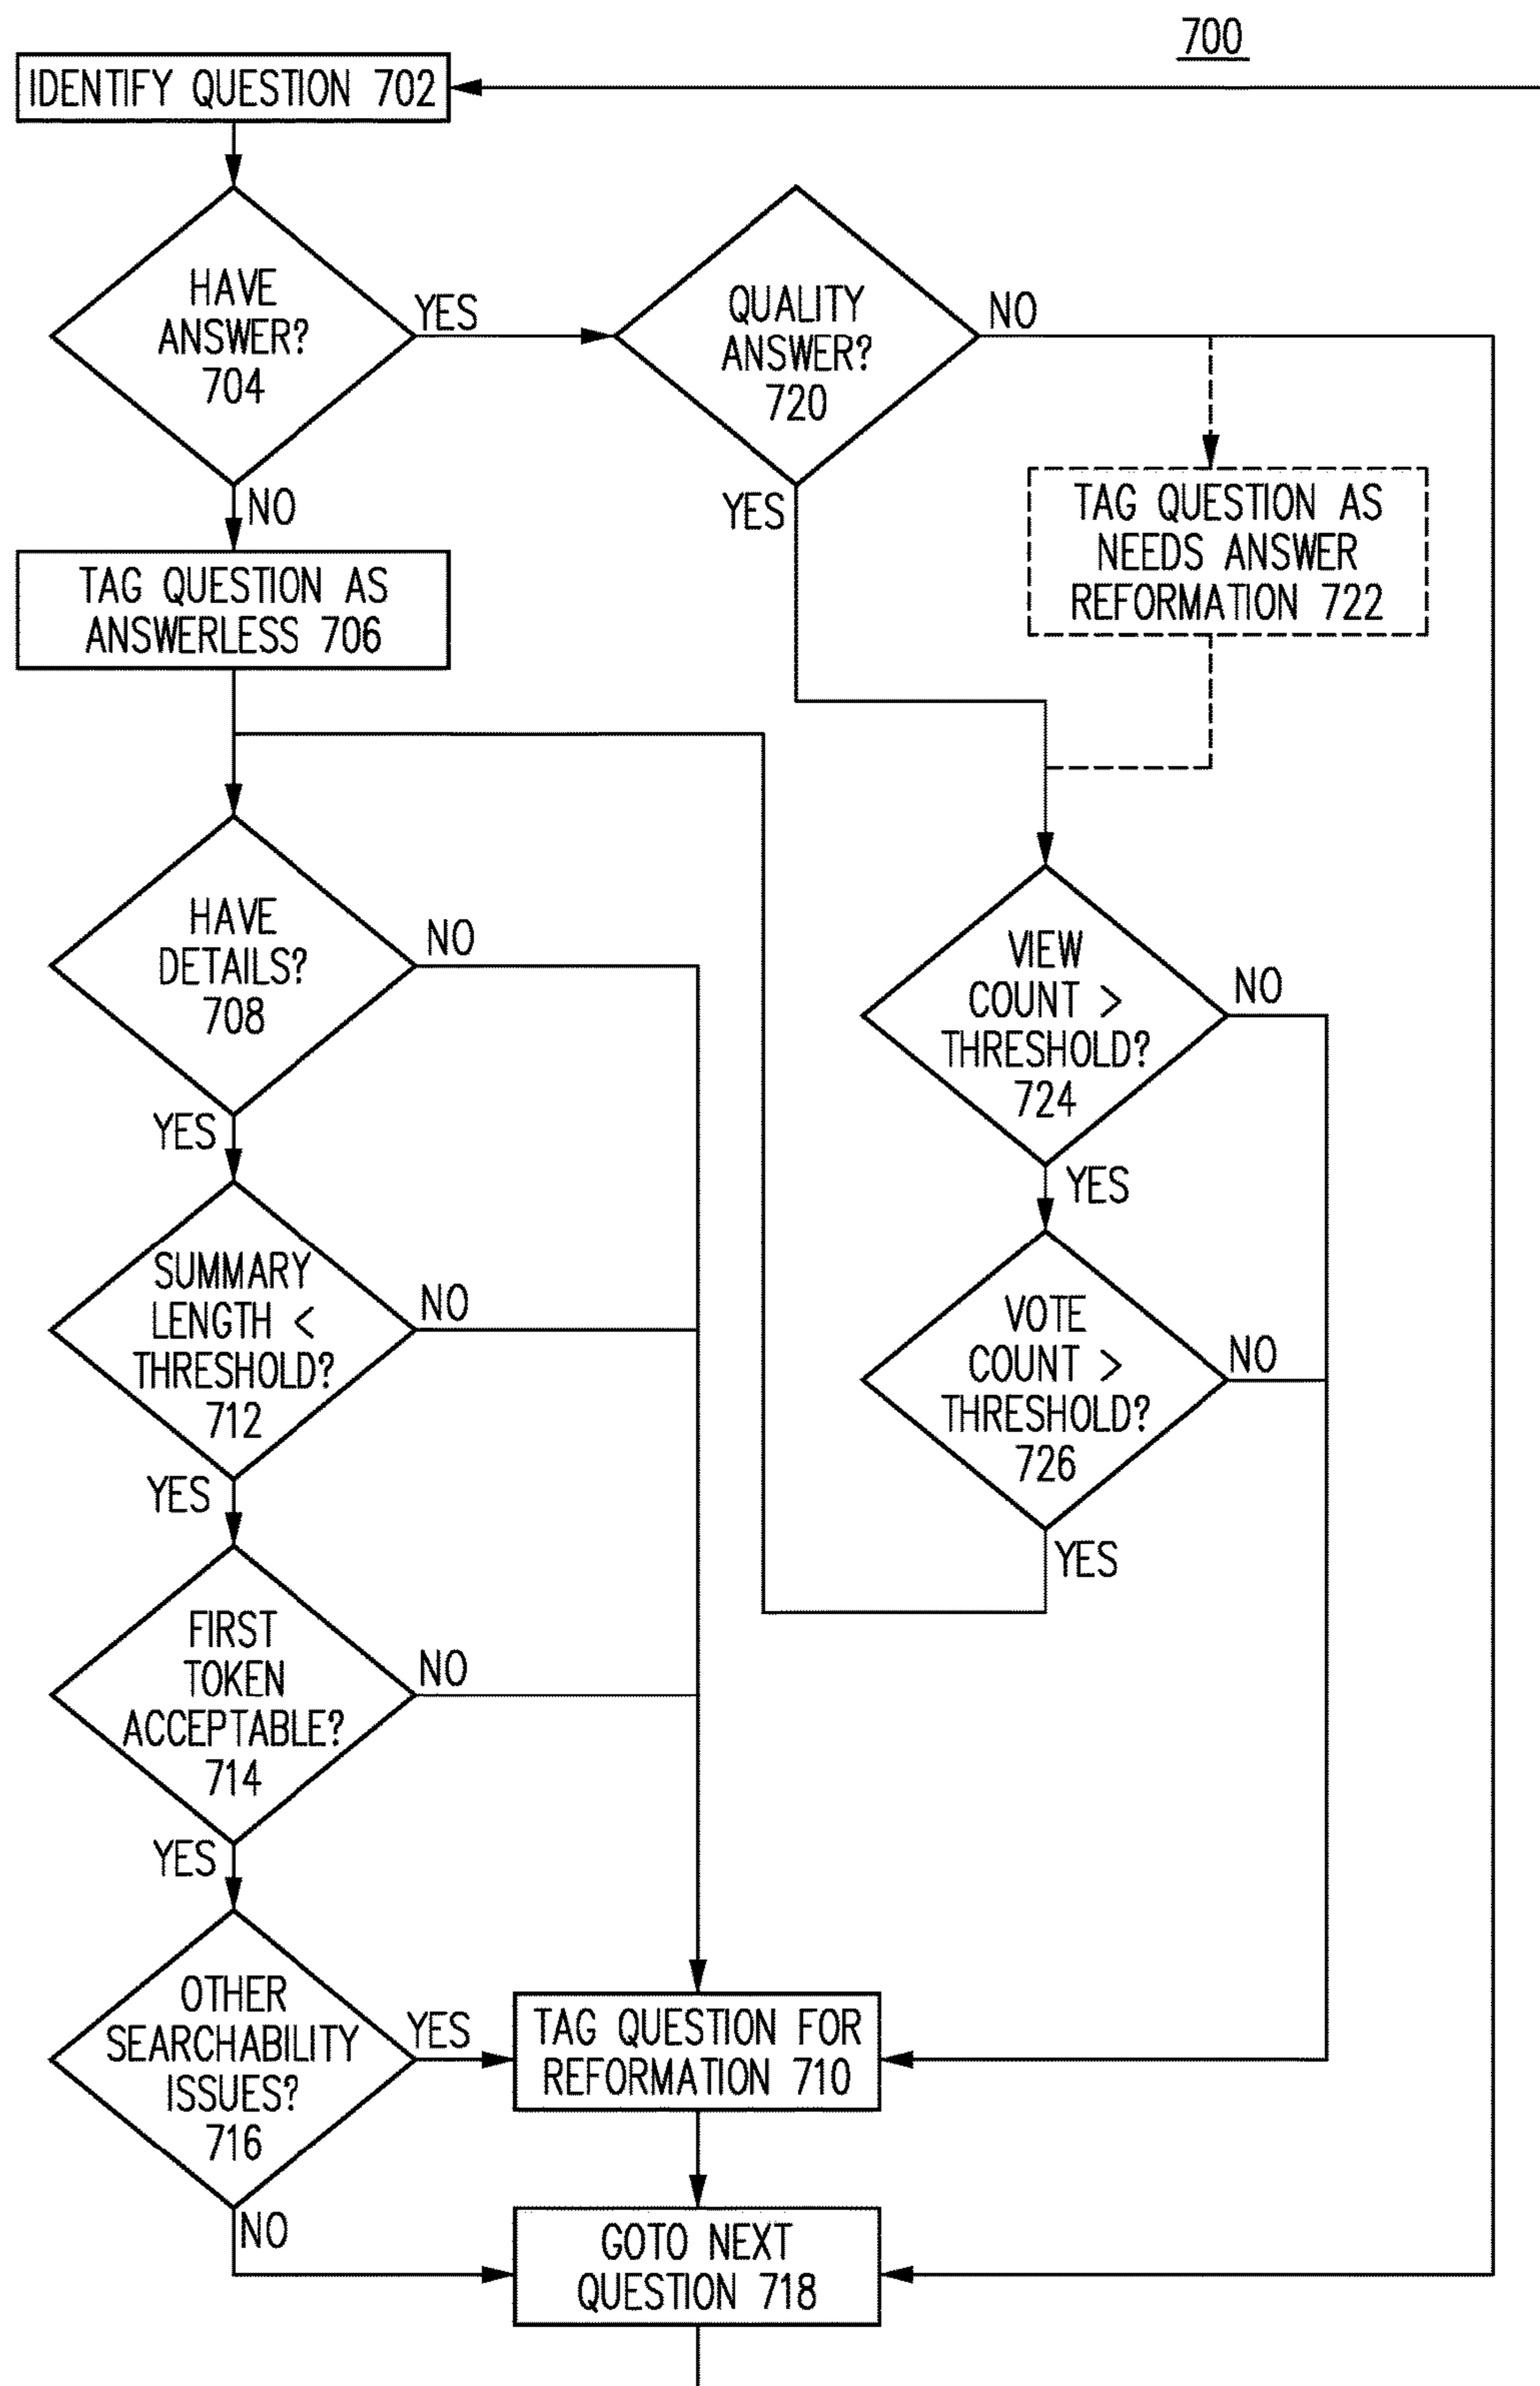 700
IDENTIFY QUESTION 702
HAVE
ANSWER?
704
YES
NO
QUALITY
ANSWER?
720
NO
YES
TAG QUESTION AS
NEEDS ANSWER
REFORMATION 722
TAG QUESTION AS
ANSWERLESS 706
HAVE
DETAILS?
708
NO
YES
VIEW
COUNT >
THRESHOLD?
724
NO
YES
SUMMARY
LENGTH <
THRESHOLD?
712
NO
YES
VOTE
COUNT >
THRESHOLD?
726
NO
YES
FIRST
TOKEN
ACCEPTABLE?
714
NO
YES
OTHER
SEARCHABILITY
ISSUES?
716
YES
NO
TAG QUESTION FOR
REFORMATION 710
GOTO NEXT
QUESTION 718